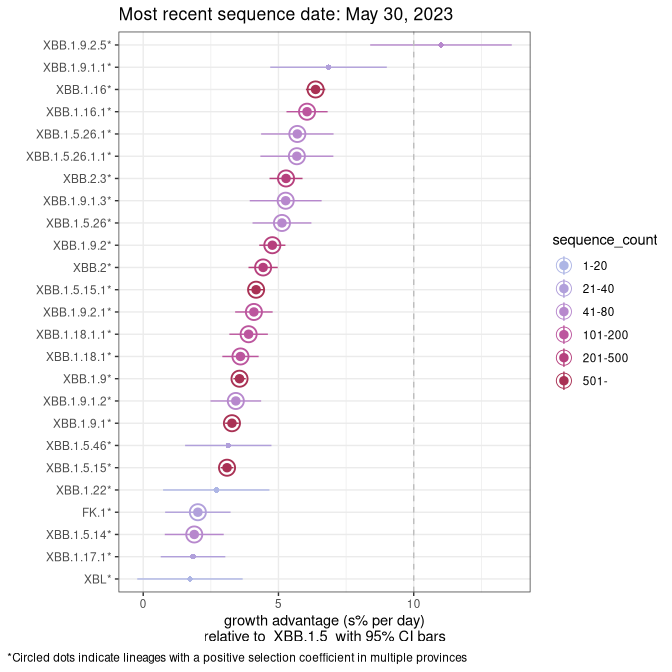 Most recent sequence date: May 30, 2023
XBB.1.9.2.5*
XBB.1.9.1.1*
XBB.1.16*
XBB.1.16.1*
XBB.1.5.26.1*
XBB.1.5.26.1.1*
XBB.2.3*
XBB.1.9.1.3*
XBB.1.5.26*
XBB.1.9.2*
XBB.2*
XBB.1.5.15.1*
XBB.1.9.2.1*
XBB.1.18.1.1*
XBB.1.18.1*
XBB.1.9*
XBB.1.9.1.2*
XBB.1.9.1*
XBB.1.5.46*
XBB.1.5.15*
XBB.1.22*
FK.1*
XBB.1.5.14*
XBB.1.17.1*
XBL*
0 5 10
growth advantage (s% per day)
relative to XBB.1.5 with 95% CI bars
sequence_count
1-20
21-40
41-80
101-200
201-500
501-
*Circled dots indicate lineages with a positive selection coefficient in multiple provinces